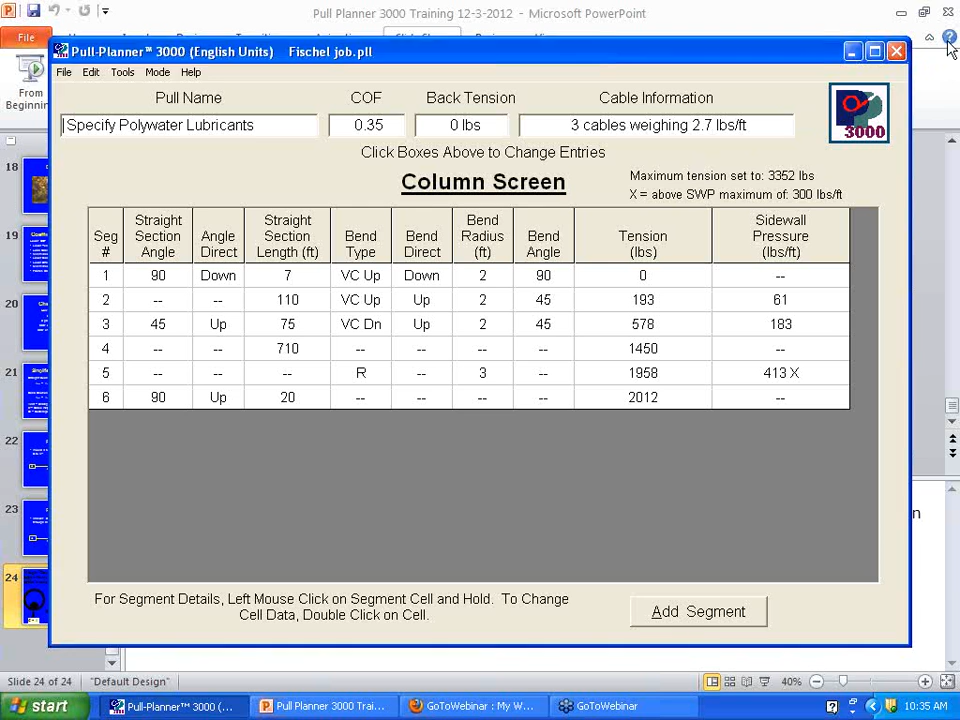 Pull Planner 3000 Training 12-3-2012 - Microsoft PowerPoint
File
From
Beginning
Pull-Planner™ 3000 (English Units) Fischel job.pll
File Edit Tools Mode Help
Pull Name COF Back Tension Cable Information
Specify Polywater Lubricants 0.35 0 lbs 3 cables weighing 2.7 lbs/ft
3000
Click Boxes Above to Change Entries
Column Screen
Maximum tension set to: 3352 lbs
X = above SWP maximum of: 300 lbs/ft
Seg # Straight Section Angle Angle Direct Straight Section Length (ft) Bend Type Bend Direct Bend Radius (ft) Bend Angle Tension (lbs) Sidewall Pressure (lbs/ft)
1 90 Down 7 VC Up Down 2 90 0 --
2 -- -- 110 VC Up Up 2 45 193 61
3 45 Up 75 VC Dn Up 2 45 578 183
4 -- -- 710 -- -- -- -- 1450 --
5 -- -- -- R -- 3 -- 1958 413 X
6 90 Up 20 -- -- -- -- 2012 --
For Segment Details, Left Mouse Click on Segment Cell and Hold. To Change
Cell Data, Double Click on Cell.
Add Segment
18
19
20
21
22
23
24
Slide 24 of 24 "Default Design" 40%
start Pull-Planner™ 3000 (... Pull Planner 3000 Trai... GoToWebinar : My W... GoToWebinar 10:35 AM